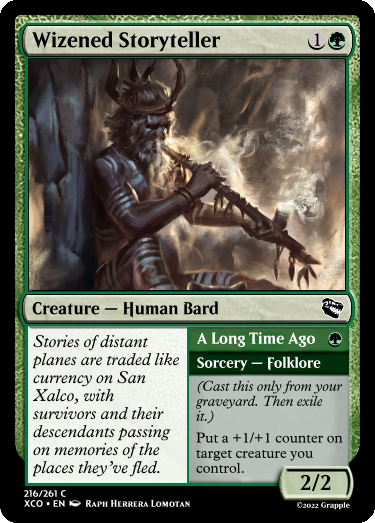 Wizened Storyteller 1
Creature — Human Bard
Stories of distant
planes are traded like
currency on San
Xalco, with
survivors and their
descendants passing
on memories of the
places they’ve fled.
A Long Time Ago
Sorcery — Folklore
(Cast this only from your
graveyard. Then exile
it.)
Put a +1/+1 counter on
target creature you
control.
2/2
216/261 C
XCO • EN RAPH HERRERA LOMOTAN
©2022 Grapple